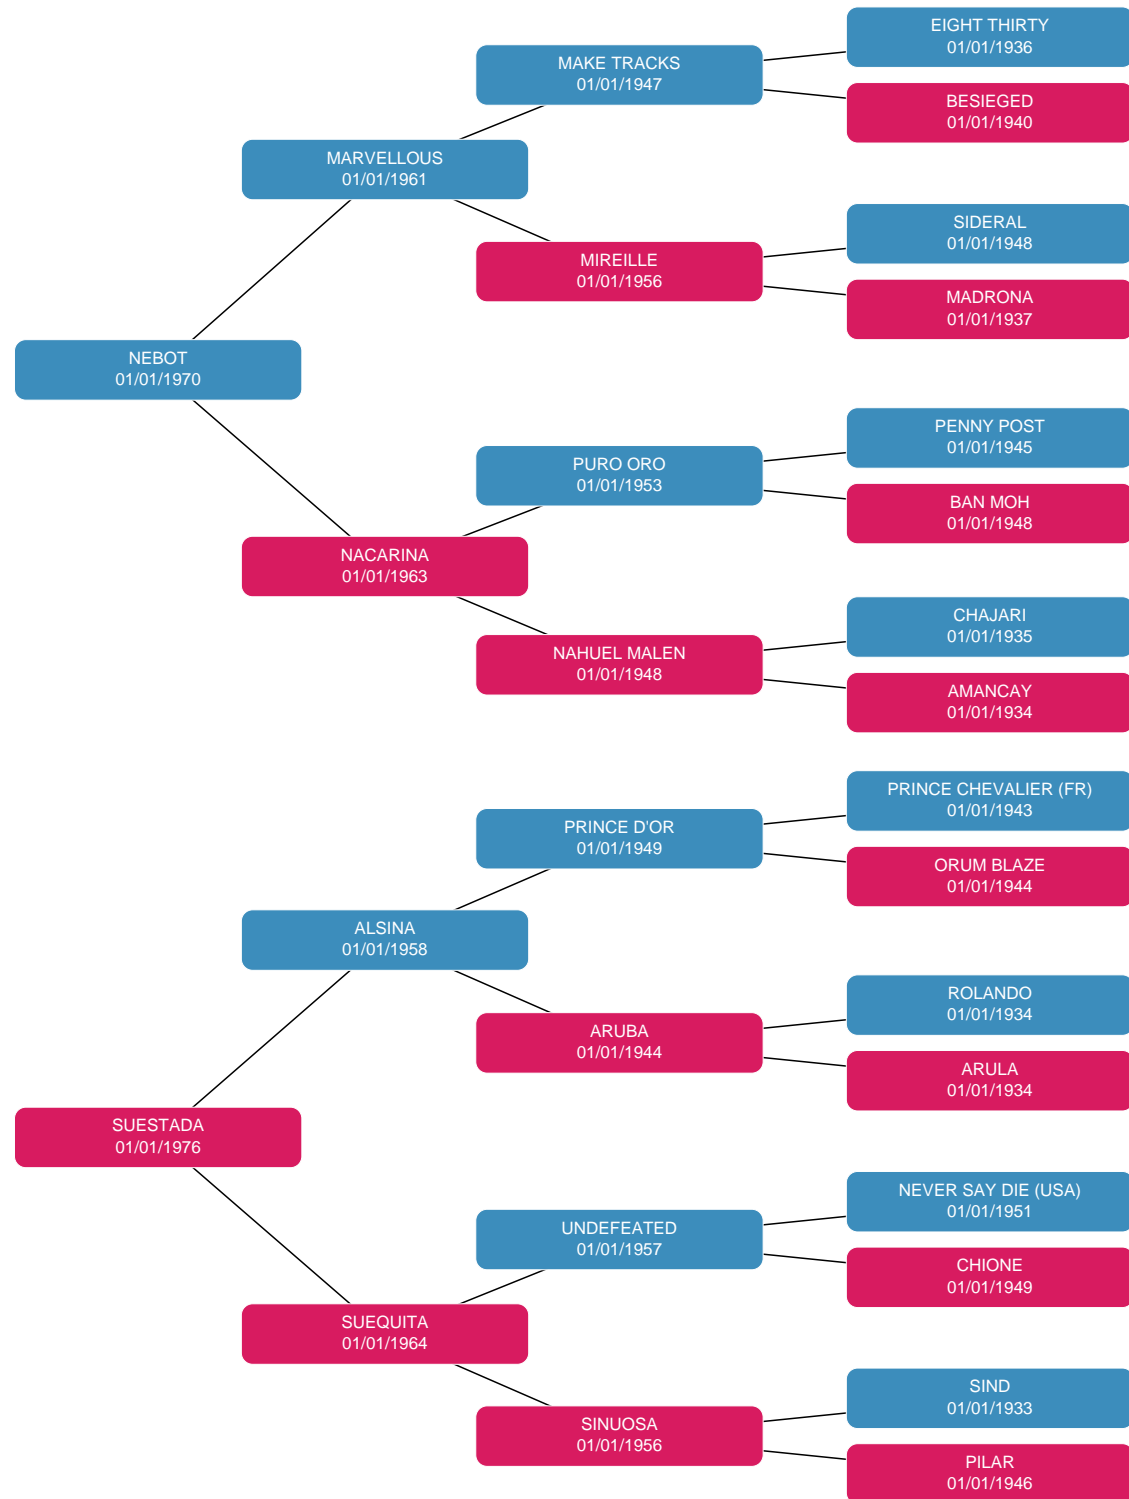 EIGHT THIRTY
01/01/1936
MAKE TRACKS
01/01/1947
BESIEGED
01/01/1940
MARVELLOUS
01/01/1961
SIDERAL
01/01/1948
MIREILLE
01/01/1956
MADRONA
01/01/1937
NEBOT
01/01/1970
PENNY POST
01/01/1945
PURO ORO
01/01/1953
BAN MOH
01/01/1948
NACARINA
01/01/1963
CHAJARI
01/01/1935
NAHUEL MALEN
01/01/1948
AMANCAY
01/01/1934
PRINCE CHEVALIER (FR)
01/01/1943
PRINCE D'OR
01/01/1949
ORUM BLAZE
01/01/1944
ALSINA
01/01/1958
ROLANDO
01/01/1934
ARUBA
01/01/1944
ARULA
01/01/1934
SUESTADA
01/01/1976
NEVER SAY DIE (USA)
01/01/1951
UNDEFEATED
01/01/1957
CHIONE
01/01/1949
SUEQUITA
01/01/1964
SIND
01/01/1933
SINUOSA
01/01/1956
PILAR
01/01/1946